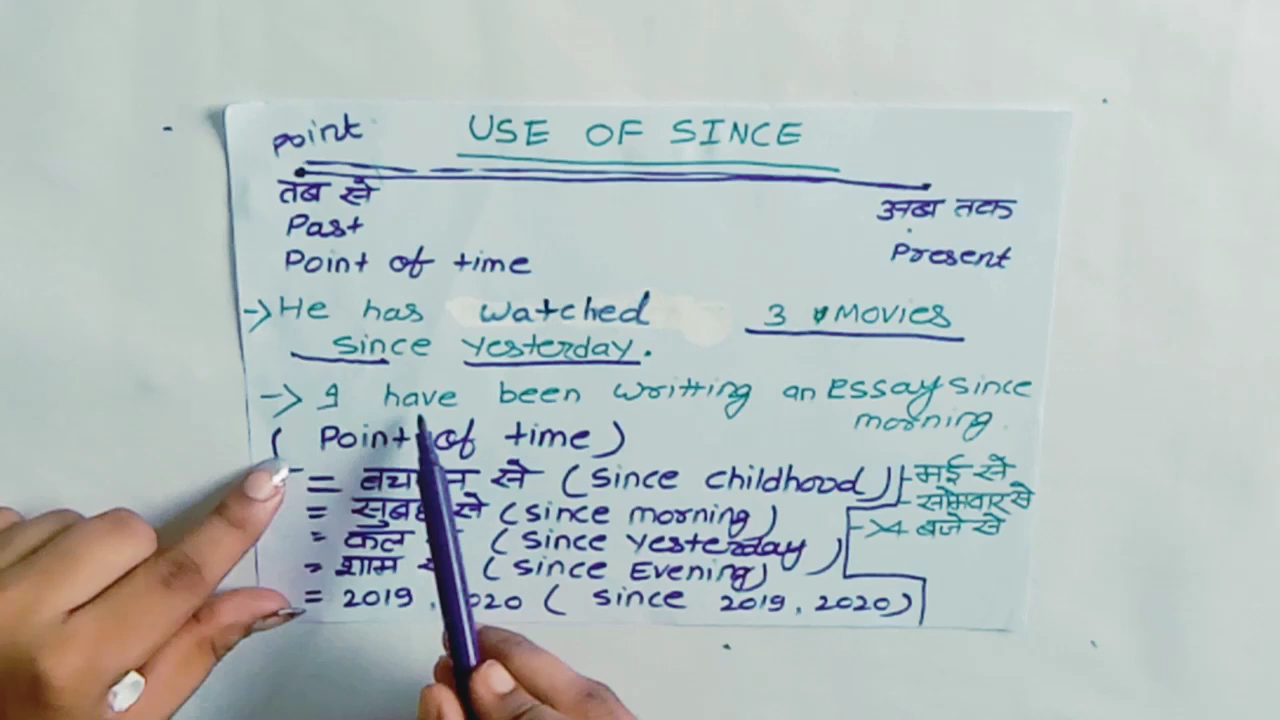 point USE OF SINCE
तब से अब तक
Past Present
Point of time
-> He has watched 3 Movies
since yesterday.
-> I have been writting an Essay since
morning.
( Point of time )
= से (since childhood) - मई से
= से (since morning) - सोमवार से
= कल (since yesterday) - बजे से
= शाम (since Evening)
= 2019, 2020 ( since 2019, 2020)